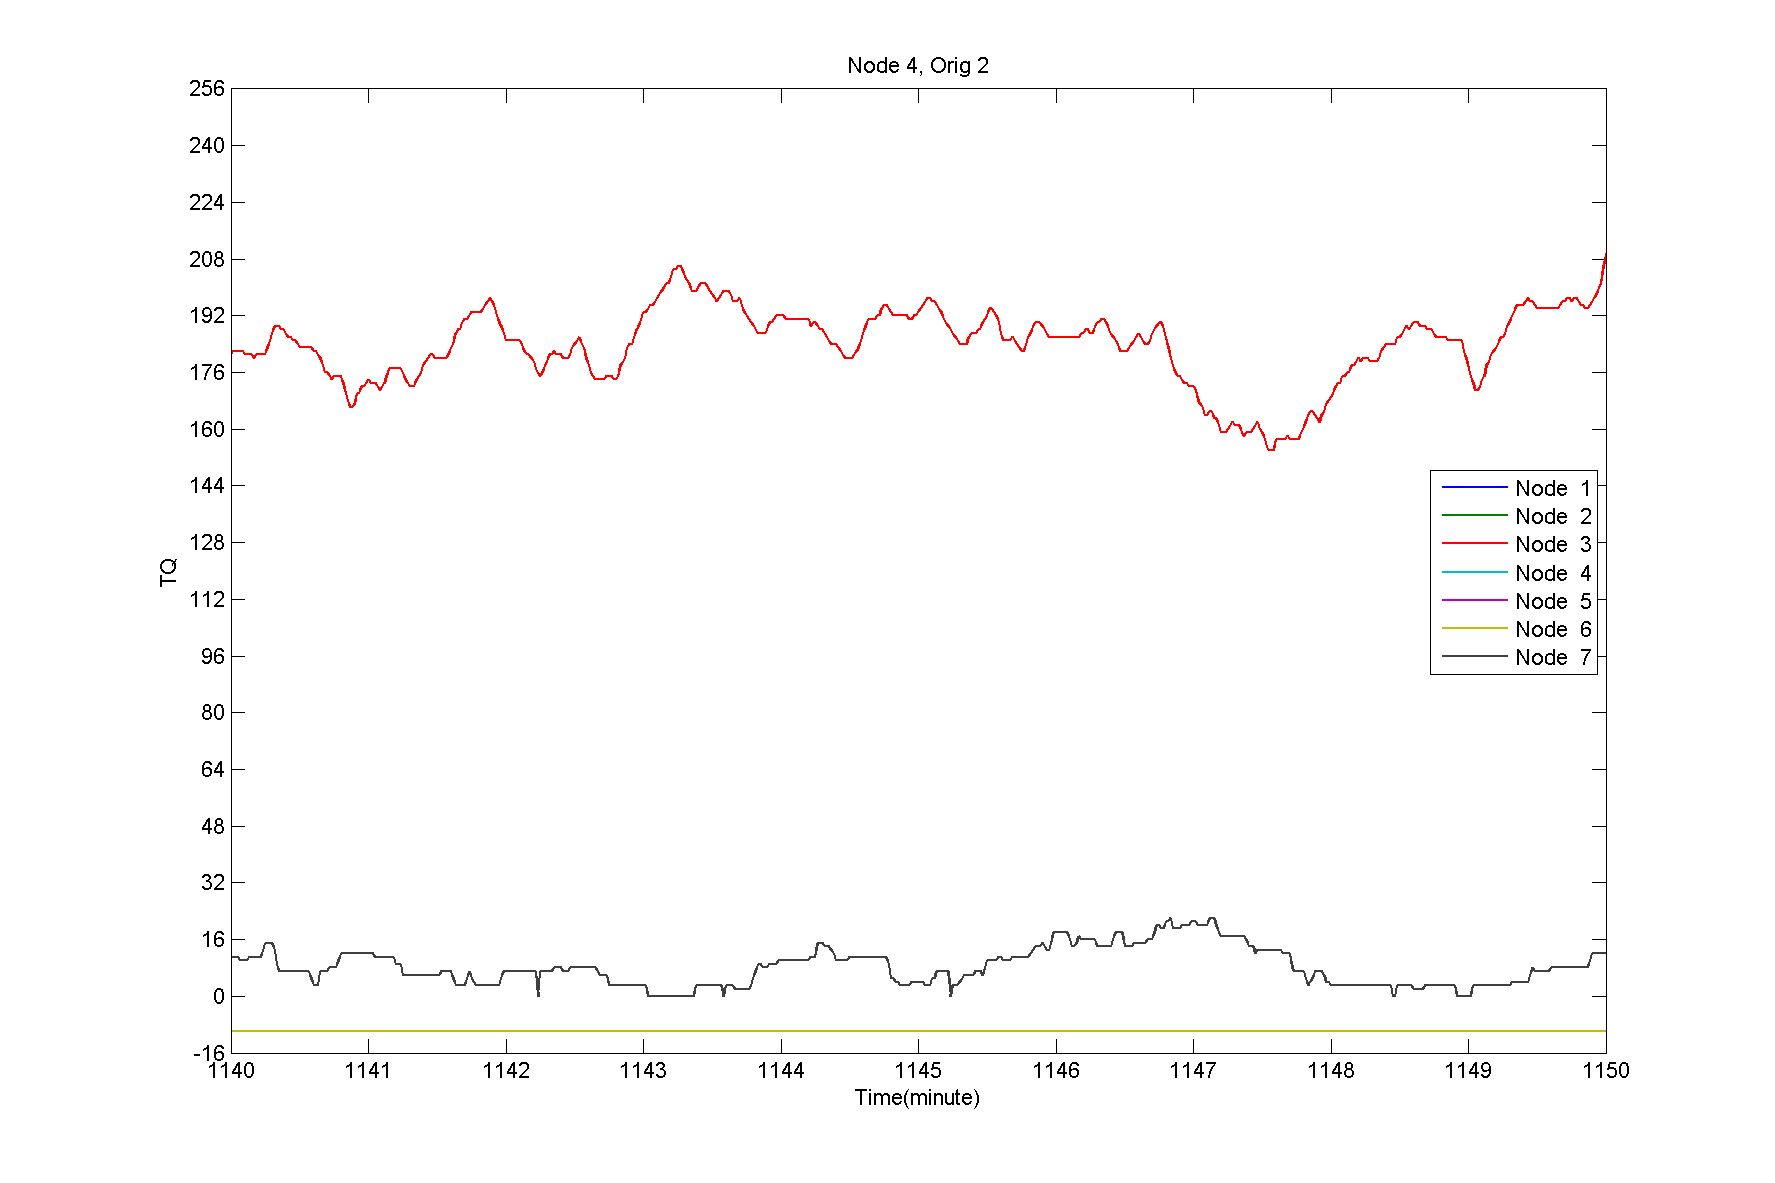 Node 4, Orig 2
256
240
224
208
192
176
160
144
128
112
96
80
64
48
32
16
0
-16
TQ
Node 1
Node 2
Node 3
Node 4
Node 5
Node 6
Node 7
1140 1141 1142 1143 1144 1145 1146 1147 1148 1149 1150
Time(minute)